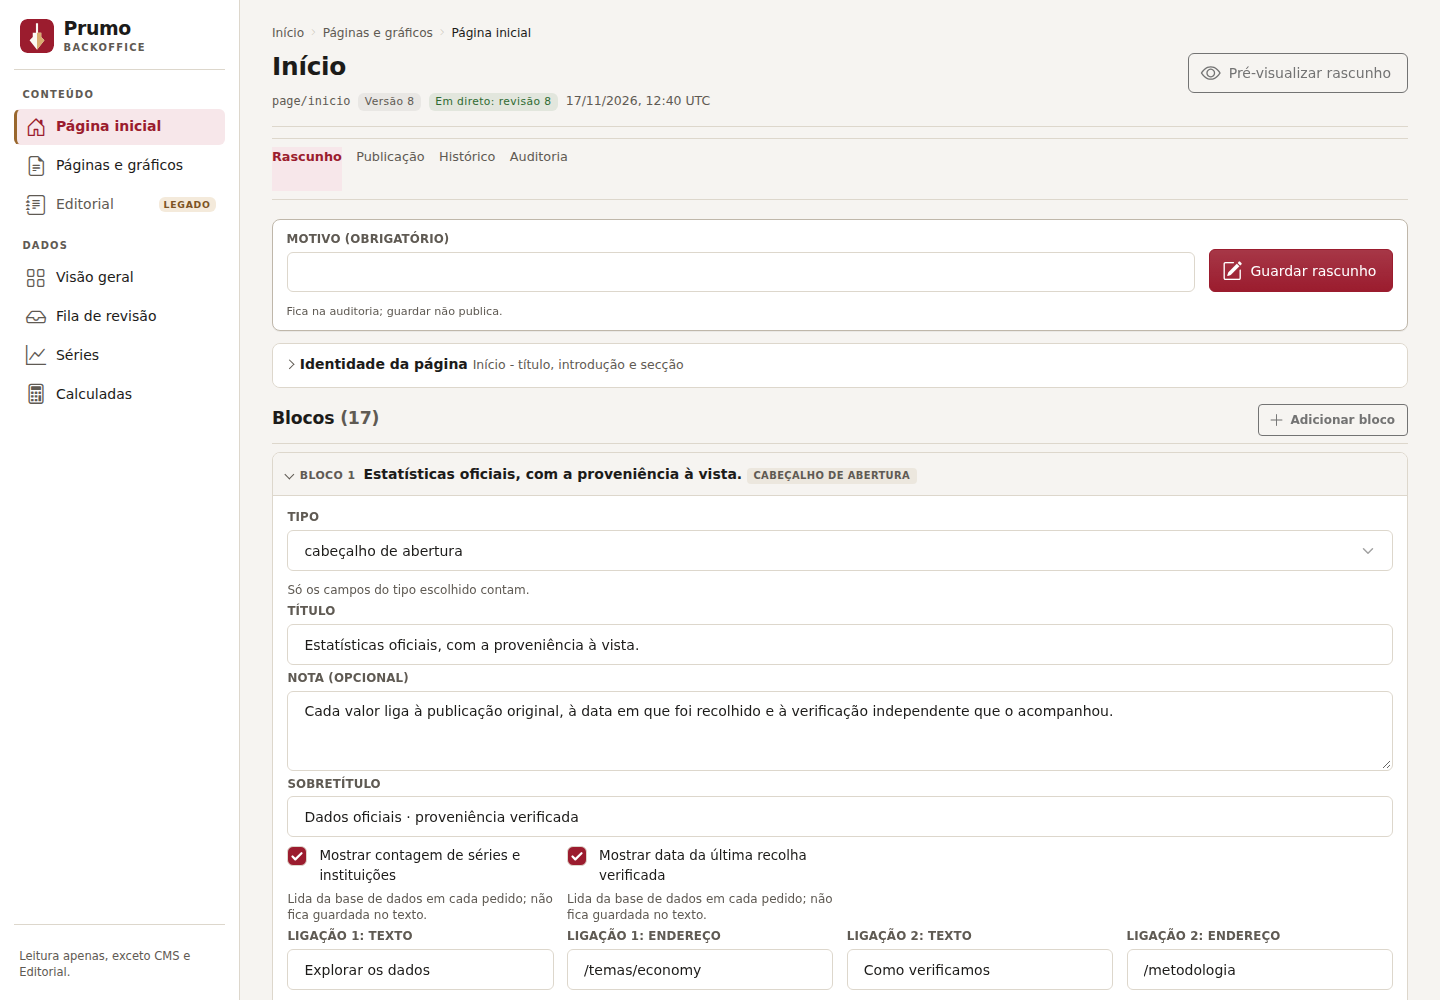 Prumo
BACKOFFICE
CONTEÚDO
Página inicial
Páginas e gráficos
Editorial LEGADO
DADOS
Visão geral
Fila de revisão
Séries
Calculadas
Leitura apenas, exceto CMS e
Editorial.
Início Páginas e gráficos Página inicial
Início
Pré-visualizar rascunho
page/inicio Versão 8 Em direto: revisão 8 17/11/2026, 12:40 UTC
Rascunho Publicação Histórico Auditoria
MOTIVO (OBRIGATÓRIO)
Guardar rascunho
Fica na auditoria; guardar não publica.
Identidade da página Início - título, introdução e secção
Blocos (17)
Adicionar bloco
BLOCO 1 Estatísticas oficiais, com a proveniência à vista. CABEÇALHO DE ABERTURA
TIPO
cabeçalho de abertura
Só os campos do tipo escolhido contam.
TÍTULO
Estatísticas oficiais, com a proveniência à vista.
NOTA (OPCIONAL)
Cada valor liga à publicação original, à data em que foi recolhido e à verificação independente que o acompanhou.
SOBRETÍTULO
Dados oficiais · proveniência verificada
Mostrar contagem de séries e
instituições
Lida da base de dados em cada pedido; não
fica guardada no texto.
Mostrar data da última recolha
verificada
Lida da base de dados em cada pedido; não
fica guardada no texto.
LIGAÇÃO 1: TEXTO
Explorar os dados
LIGAÇÃO 1: ENDEREÇO
/temas/economy
LIGAÇÃO 2: TEXTO
Como verificamos
LIGAÇÃO 2: ENDEREÇO
/metodologia